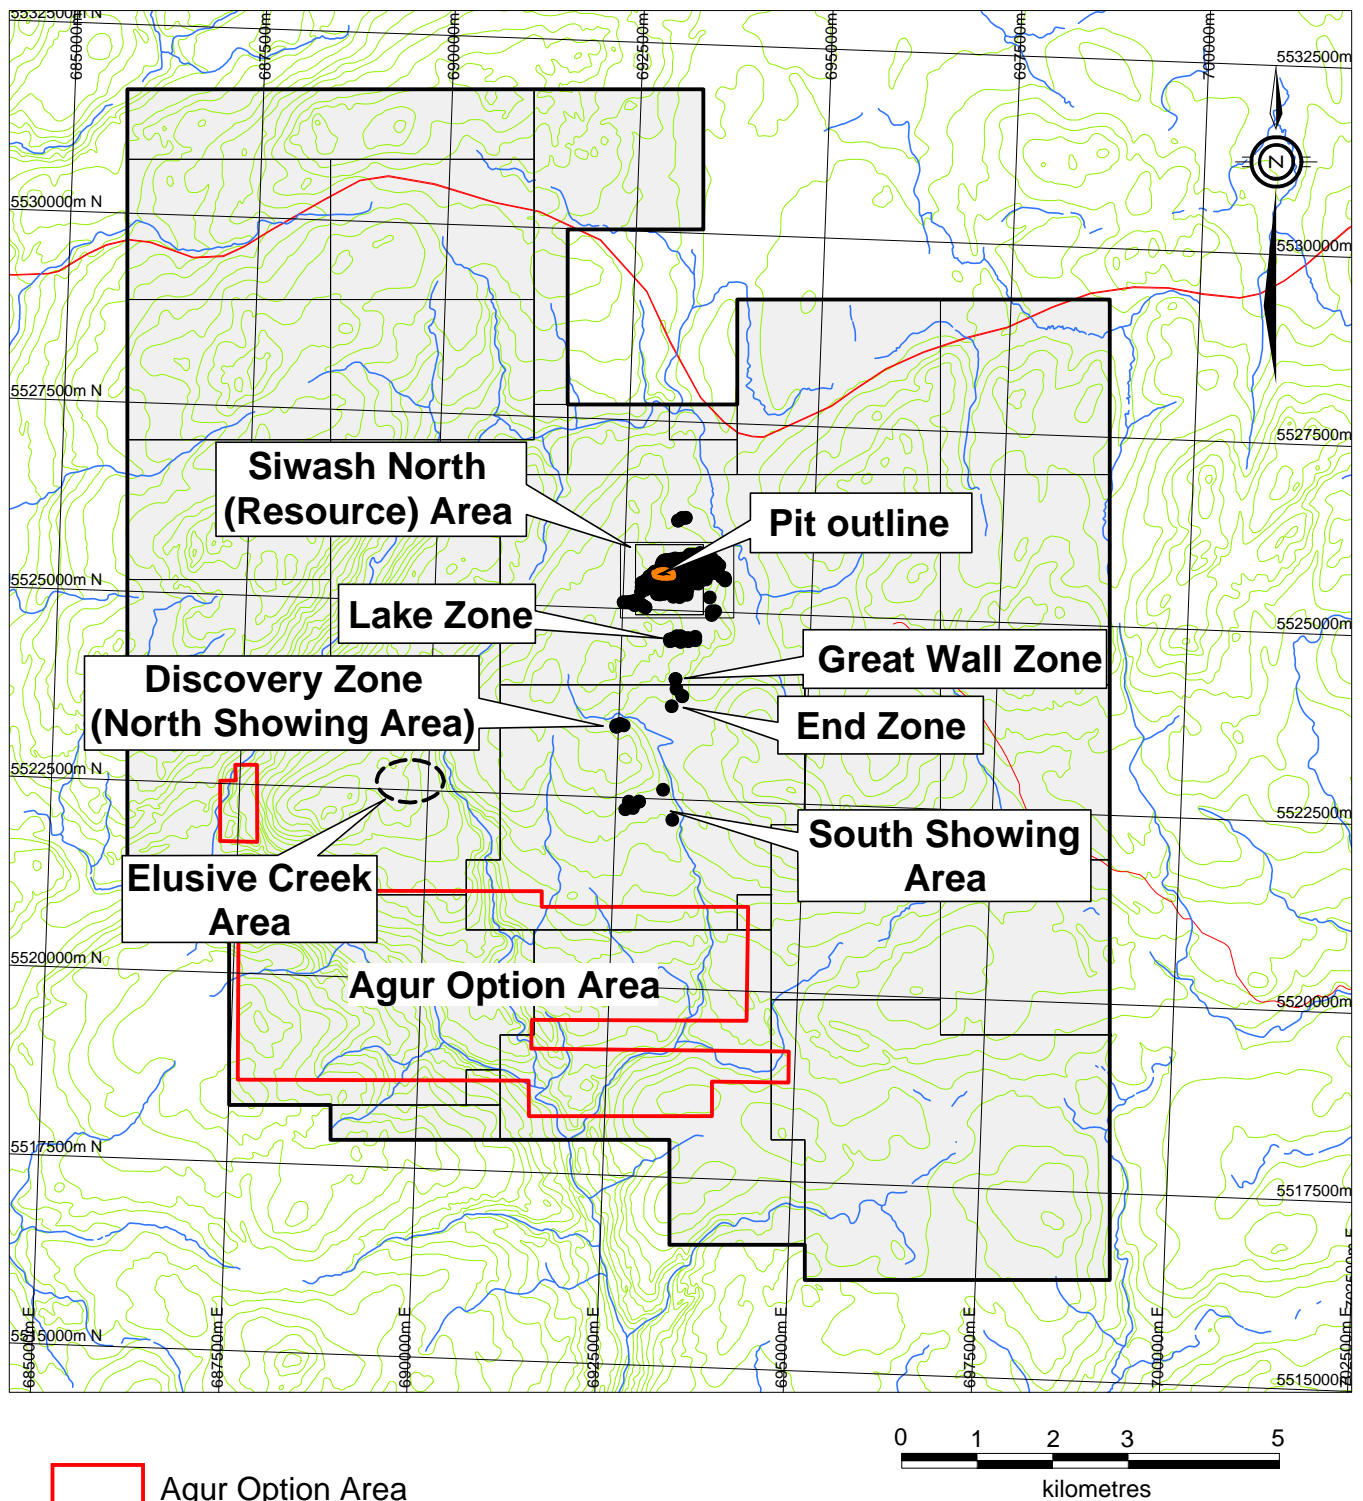 5532500m N
685000m
687500m
690000m
692500m
695000m
697500m
700000m
5532500m
N
5530000m N
5530000m
5527500m N
5527500m
Siwash North
(Resource) Area
Pit outline
5525000m N
Lake Zone
5525000m
Great Wall Zone
Discovery Zone
(North Showing Area)
End Zone
5522500m N
5522500m
South Showing
Area
Elusive Creek
Area
5520000m N
Agur Option Area
5520000m
5517500m N
5517500m
5515000m N
685000m E
687500m E
690000m E
692500m E
695000m E
697500m E
700000m E
702500m E
5515000m
0 1 2 3 5
kilometres
Agur Option Area